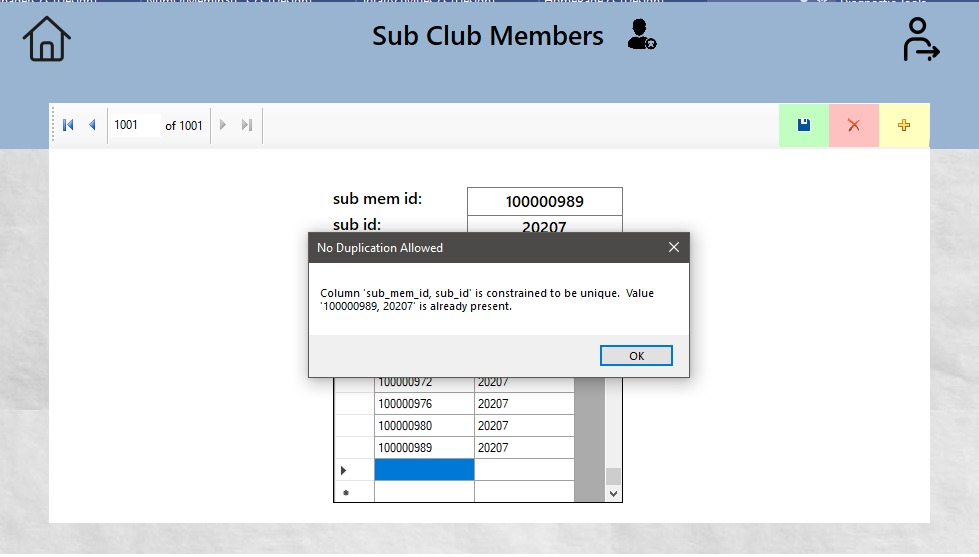 Sub Club Members
1001 of 1001
sub mem id: 100000989
sub id: 20207
No Duplication Allowed
Column 'sub_mem_id, sub_id' is constrained to be unique. Value
'100000989, 20207' is already present.
OK
100000972 20207
100000976 20207
100000980 20207
100000989 20207